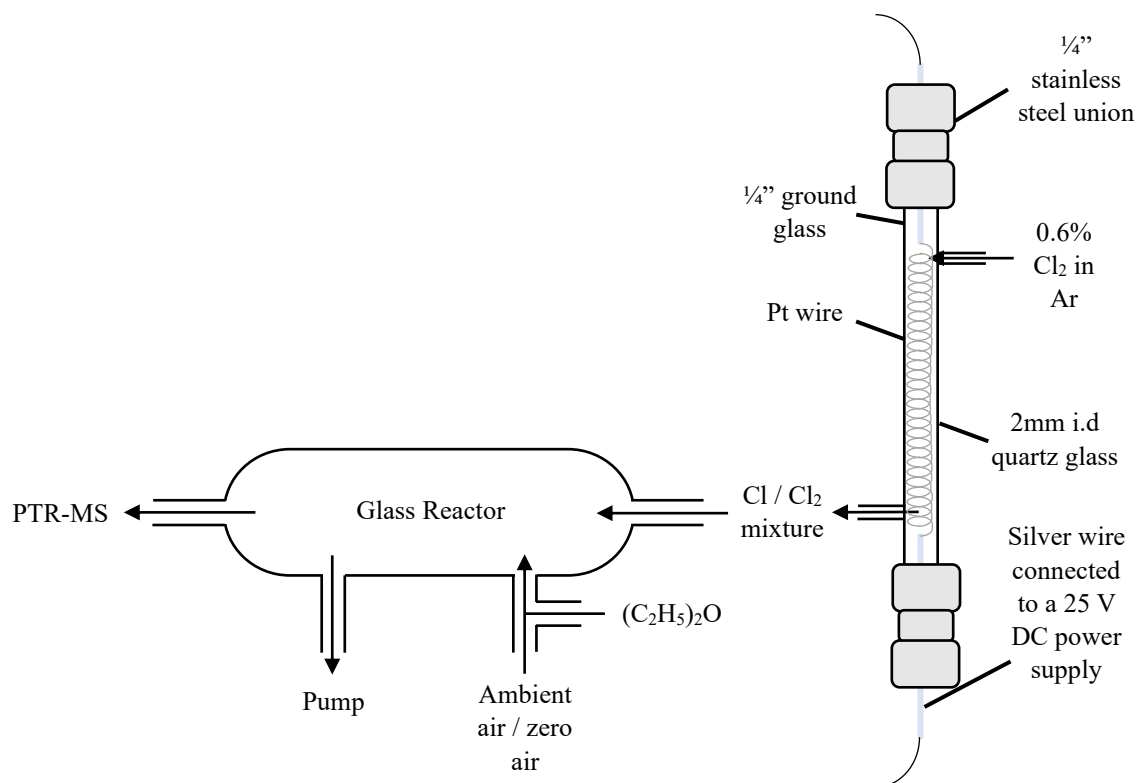 ¼”
stainless
steel union
¼” ground
glass
0.6%
Cl₂ in
Ar
Pt wire
2mm i.d
quartz glass
PTR-MS
Glass Reactor
Cl / Cl₂
mixture
Silver wire
connected
to a 25 V
DC power
supply
(C₂H₅)₂O
Pump
Ambient
air / zero
air